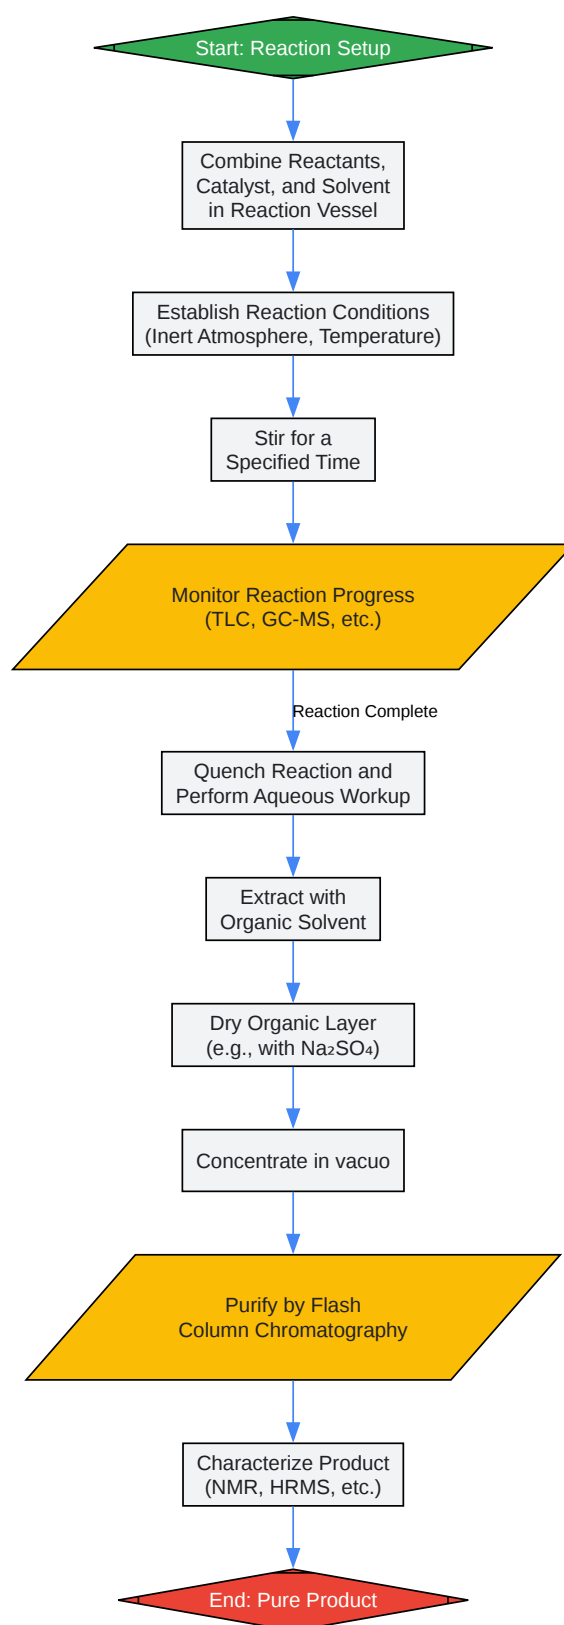 Start: Reaction Setup
Combine Reactants,
Catalyst, and Solvent
in Reaction Vessel
Establish Reaction Conditions
(Inert Atmosphere, Temperature)
Stir for a
Specified Time
Monitor Reaction Progress
(TLC, GC-MS, etc.)
Reaction Complete
Quench Reaction and
Perform Aqueous Workup
Extract with
Organic Solvent
Dry Organic Layer
(e.g., with Na₂SO₄)
Concentrate in vacuo
Purify by Flash
Column Chromatography
Characterize Product
(NMR, HRMS, etc.)
End: Pure Product